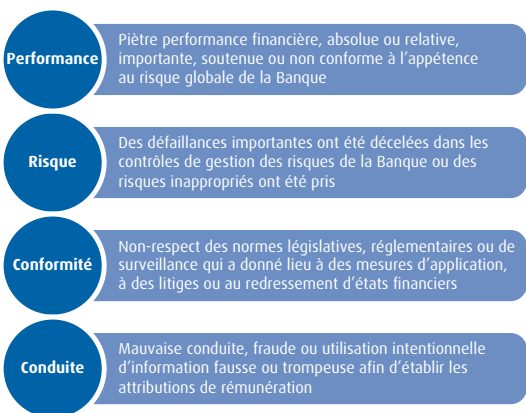 Performance
Piètre performance financière, absolue ou relative,
importante, soutenue ou non conforme à l'appétence
au risque globale de la Banque
Risque
Des défaillances importantes ont été décelées dans les
contrôles de gestion des risques de la Banque ou des
risques inappropriés ont été pris
Conformité
Non-respect des normes législatives, réglementaires ou de
surveillance qui a donné lieu à des mesures d'application,
à des litiges ou au redressement d'états financiers
Conduite
Mauvaise conduite, fraude ou utilisation intentionnelle
d'information fausse ou trompeuse afin d'établir les
attributions de rémunération